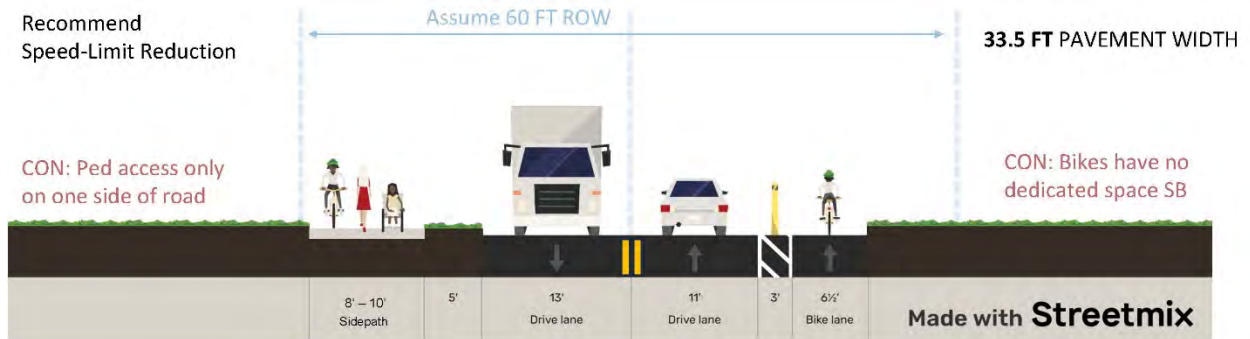 Recommend
Speed-Limit Reduction
Assume 60 FT ROW
33.5 FT PAVEMENT WIDTH
CON: Ped access only
on one side of road
CON: Bikes have no
dedicated space SB
8' – 10'
Sidepath
5'
13'
Drive lane
11'
Drive lane
3'
6½'
Bike lane
Made with Streetmix